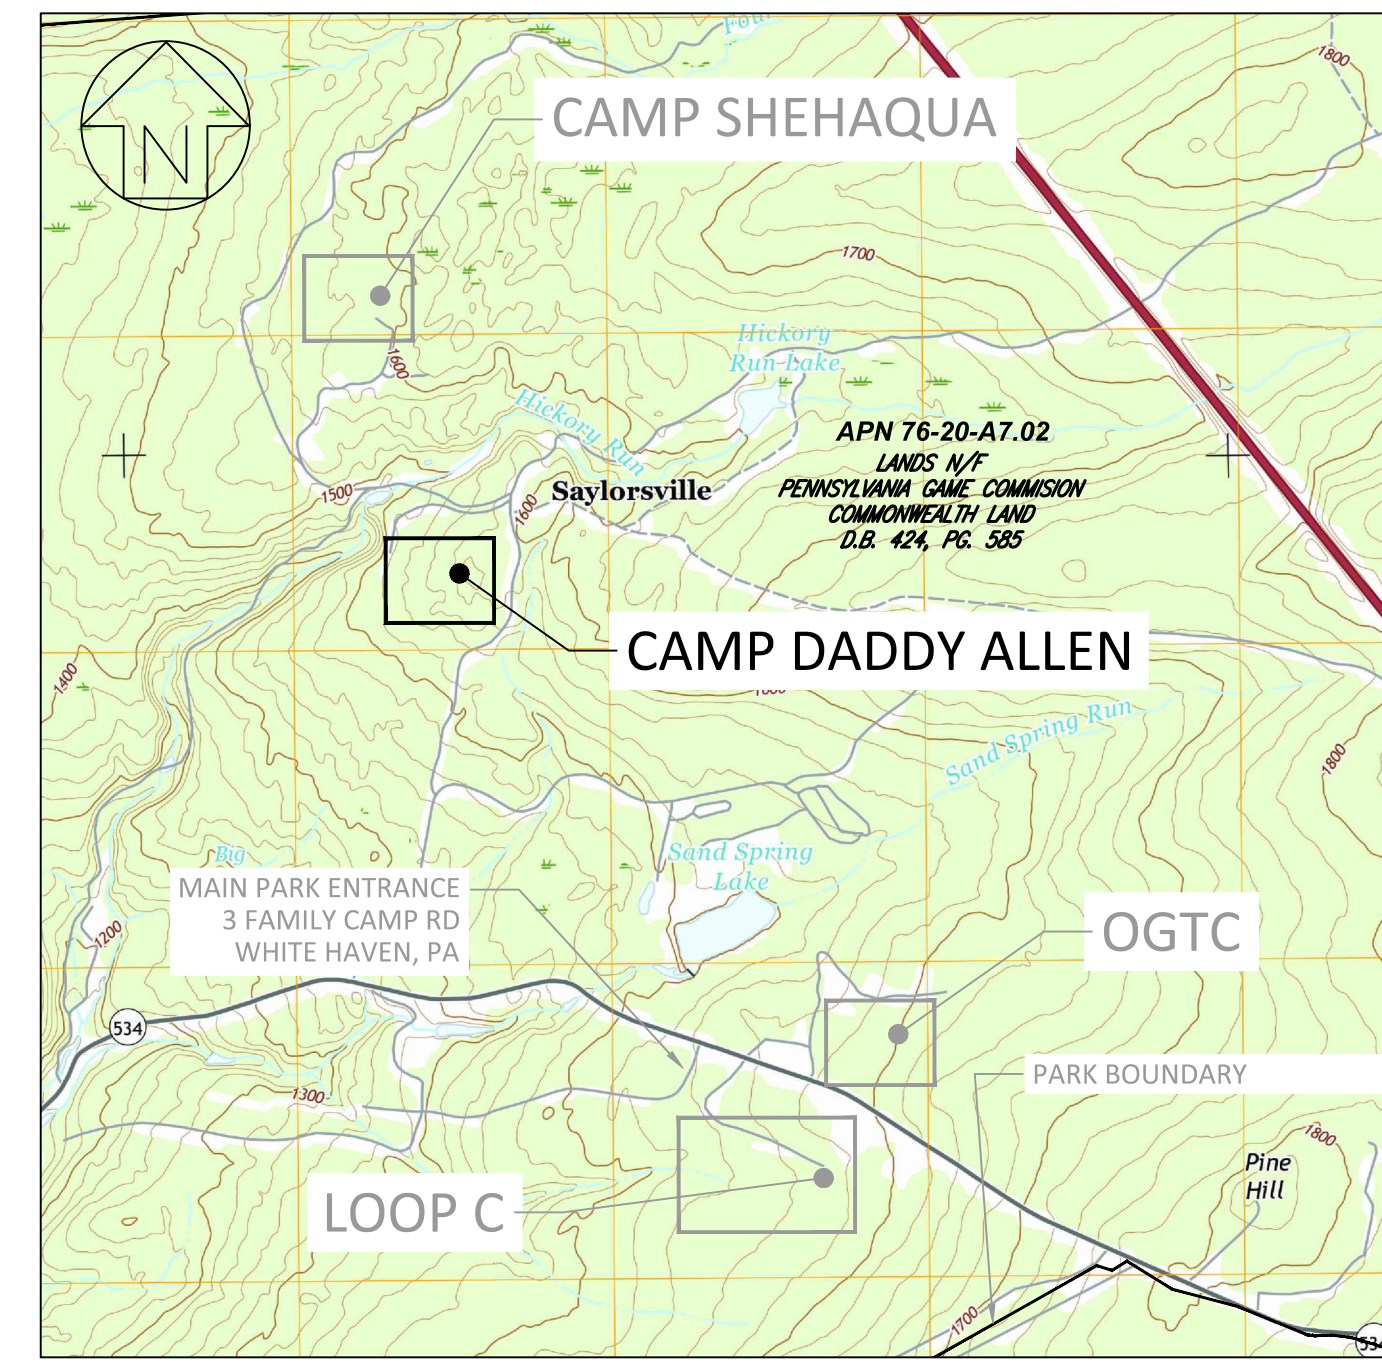 Four
1800
N
CAMP SHEHAQUA
1700
Hickory
Run Lake
1600
Hickory Run
APN 76-20-A7.02
LANDS N/F
PENNSYLVANIA GAME COMMISION
COMMONWEALTH LAND
D.B. 424, PG. 585
1500
Saylorsville
1600
CAMP DADDY ALLEN
1400
Sand Spring Run
1800
Big
Sand Spring
Lake
MAIN PARK ENTRANCE
3 FAMILY CAMP RD
WHITE HAVEN, PA
1200
OGTC
534
PARK BOUNDARY
1300
1800
Pine
Hill
LOOP C
1700
534